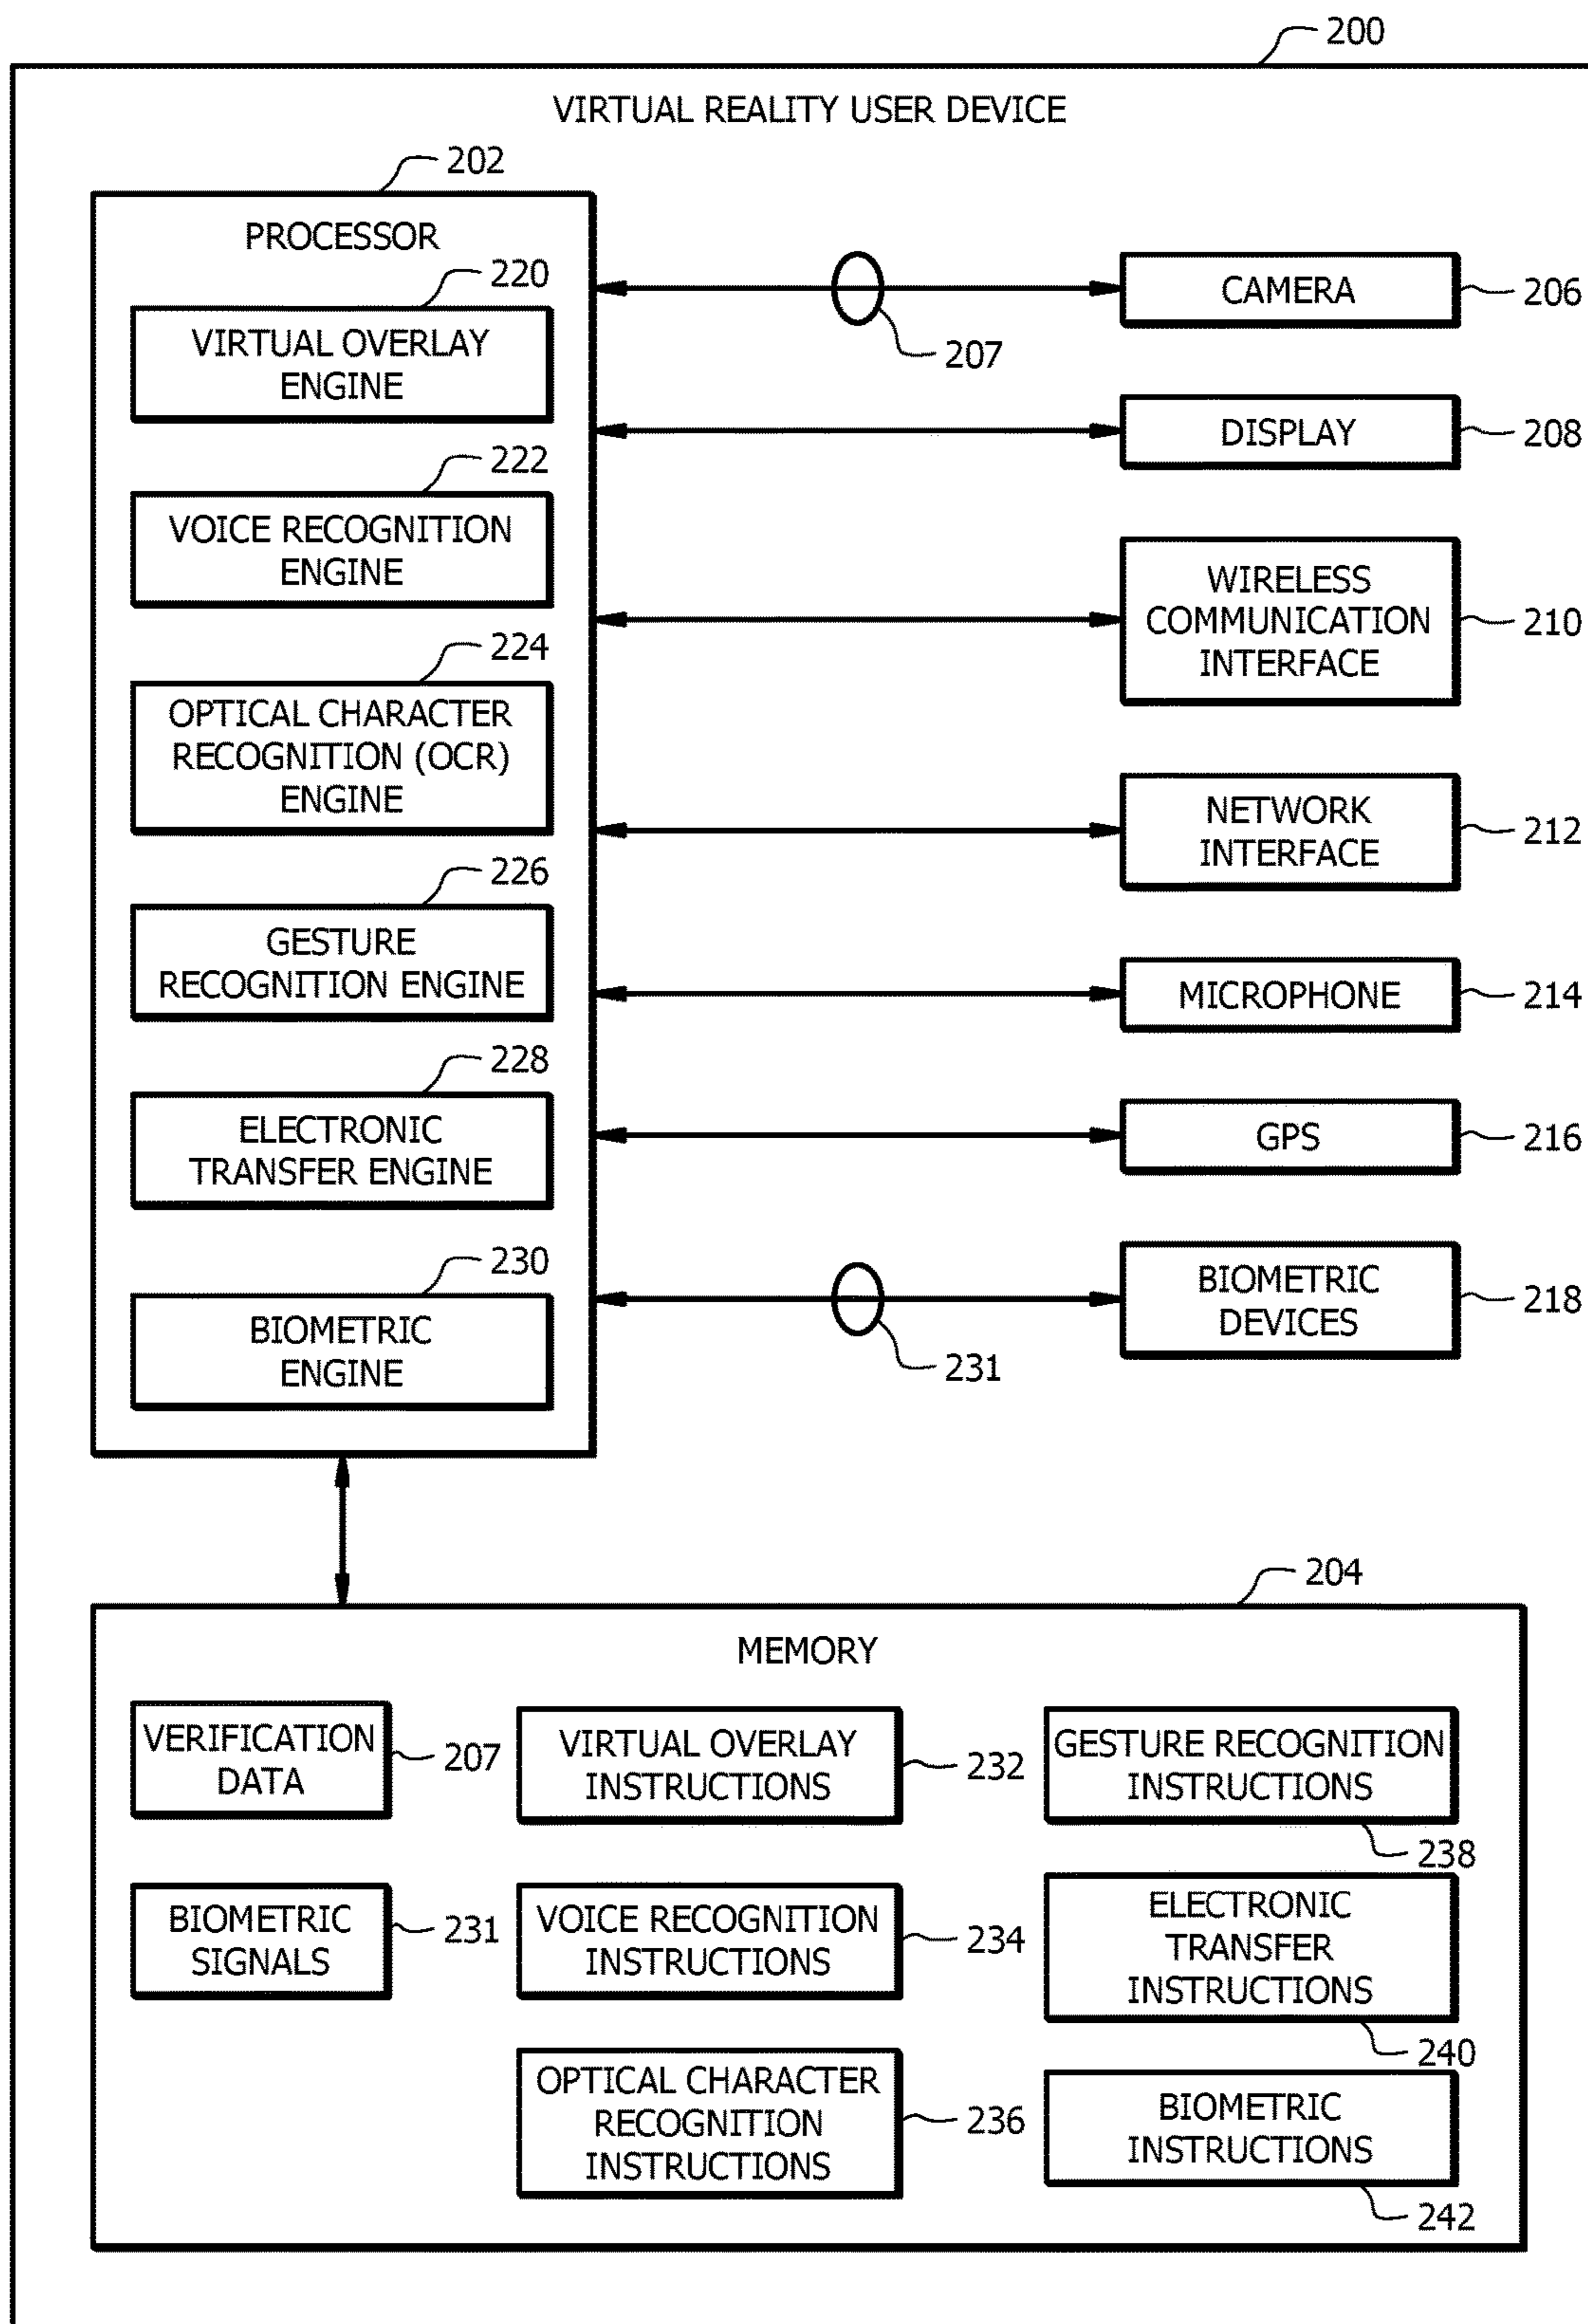 200
VIRTUAL REALITY USER DEVICE
202
PROCESSOR
220
VIRTUAL OVERLAY
ENGINE
222
VOICE RECOGNITION
ENGINE
224
OPTICAL CHARACTER
RECOGNITION (OCR)
ENGINE
226
GESTURE
RECOGNITION ENGINE
228
ELECTRONIC
TRANSFER ENGINE
230
BIOMETRIC
ENGINE
207
CAMERA
206
DISPLAY
208
WIRELESS
COMMUNICATION
INTERFACE
210
NETWORK
INTERFACE
212
MICROPHONE
214
GPS
216
231
BIOMETRIC
DEVICES
218
204
MEMORY
VERIFICATION
DATA
207
BIOMETRIC
SIGNALS
231
VIRTUAL OVERLAY
INSTRUCTIONS
232
VOICE RECOGNITION
INSTRUCTIONS
234
OPTICAL CHARACTER
RECOGNITION
INSTRUCTIONS
236
GESTURE RECOGNITION
INSTRUCTIONS
238
ELECTRONIC
TRANSFER
INSTRUCTIONS
240
BIOMETRIC
INSTRUCTIONS
242